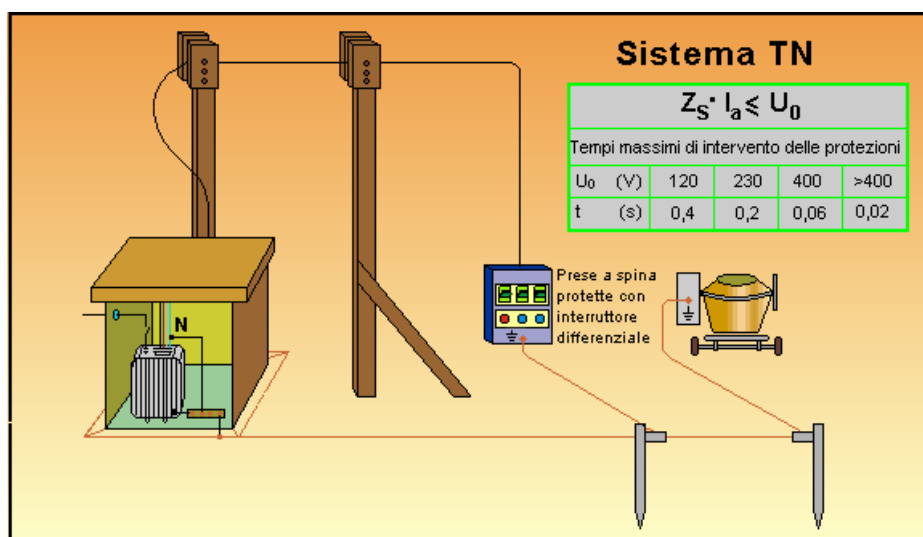 Sistema TN
Zs· Ia ≤ U0
Tempi massimi di intervento delle protezioni
U0 (V) 120 230 400 >400
t (s) 0,4 0,2 0,06 0,02
Prese a spina
protette con
interruttore
differenziale
N